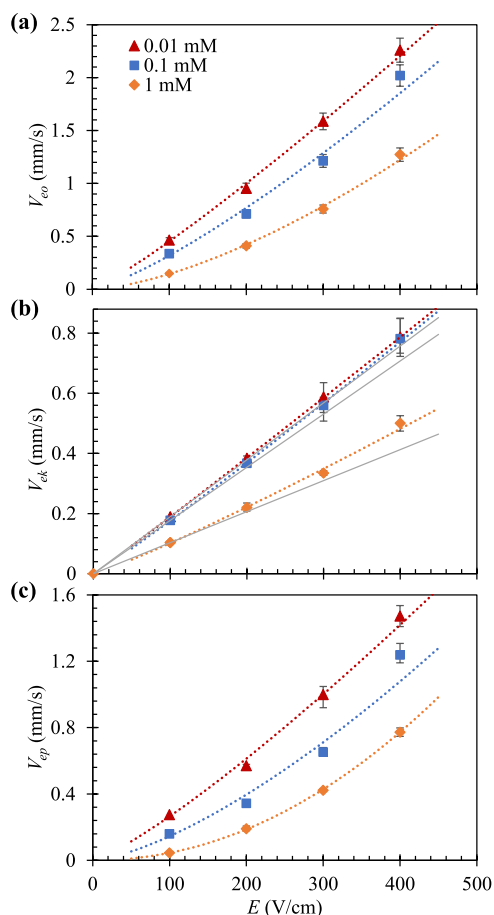 (a)
2.5
2
1.5
1
0.5
0
V_eo (mm/s)
0.01 mM
0.1 mM
1 mM
(b)
0.8
0.6
0.4
0.2
0
V_ek (mm/s)
(c)
1.6
1.2
0.8
0.4
0
V_ep (mm/s)
0 100 200 300 400 500
E (V/cm)